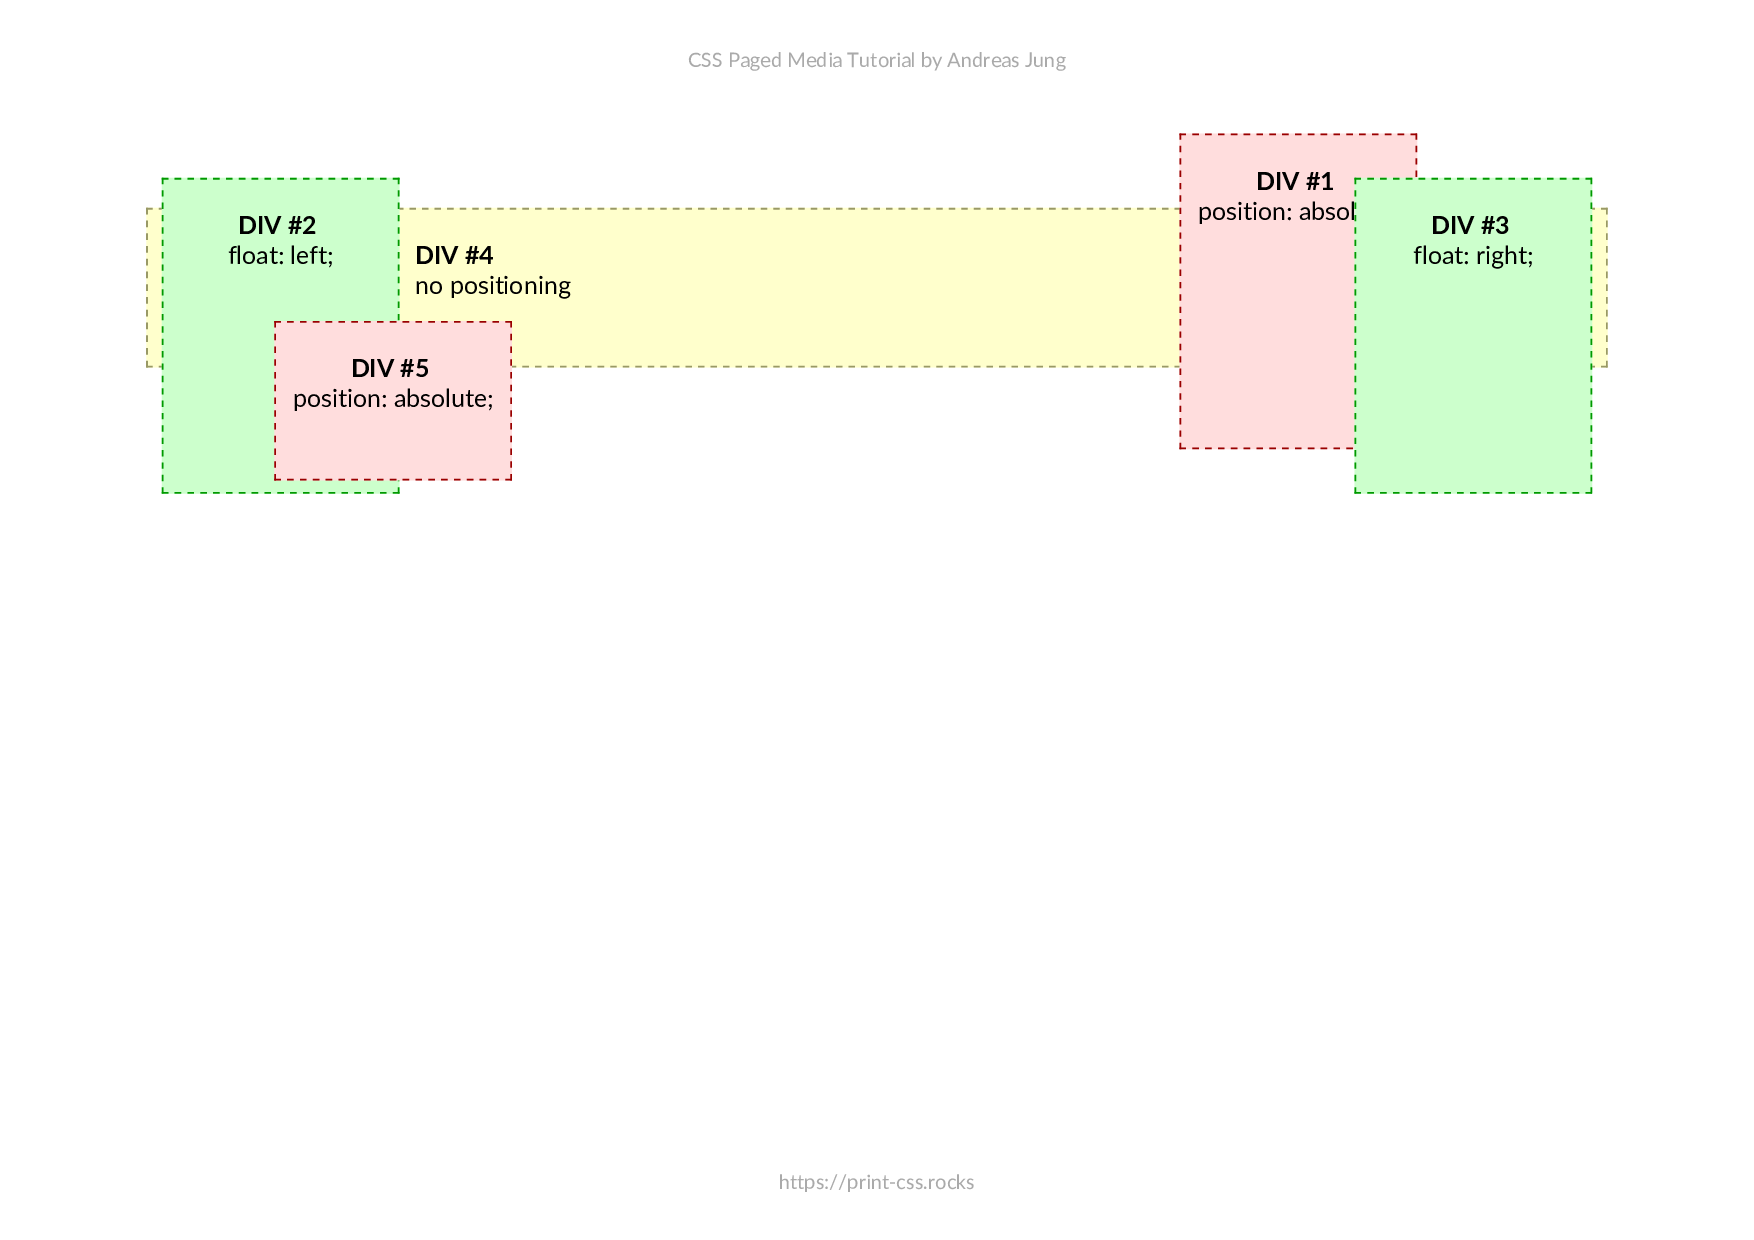 CSS Paged Media Tutorial by Andreas Jung
DIV #1
position: absol
DIV #2
float: left;
DIV #3
float: right;
DIV #4
no positioning
DIV #5
position: absolute;
https://print-css.rocks